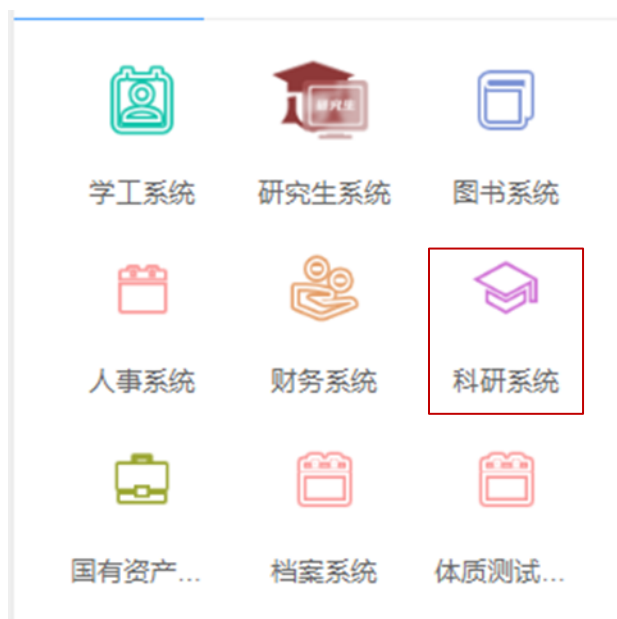 研究生
学工系统
研究生系统
图书系统
人事系统
财务系统
科研系统
国有资产...
档案系统
体质测试...